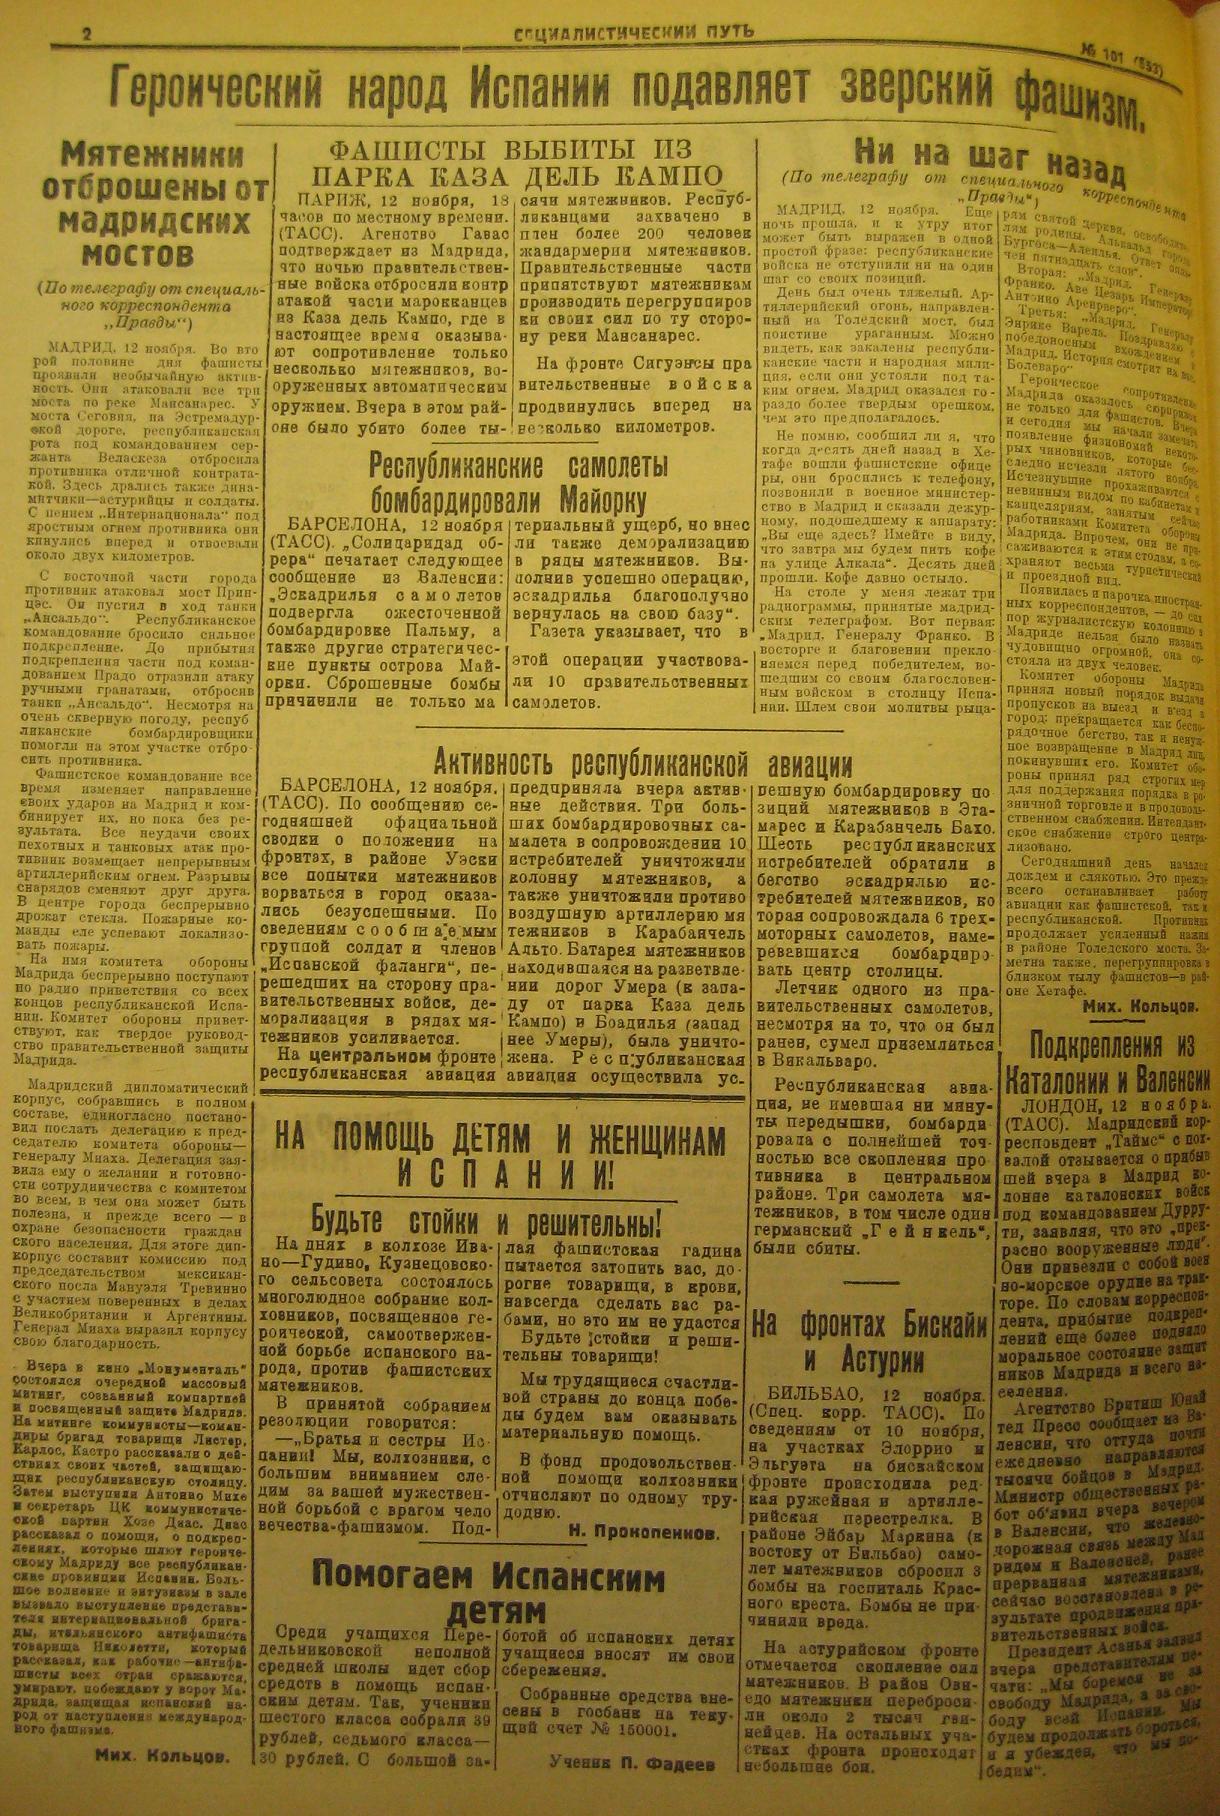 2
СОЦИАЛИСТИЧЕСКИЙ ПУТЬ
№ 101 (553)
Героический народ Испании подавляет зверский фашизм.
Мятежники
отброшены от
мадридских
мостов
(По телеграфу от специаль-
ного корреспондента
„Правды“)
МАДРИД, 12 ноября. Во вто
рой половине дня фашисты
проявили необычайную актив-
ность. Они атаковали все три
моста по реке Мансанарес. У
моста Сеговия, на Эстремадур-
ской дороге, республиканская
рота под командованием сер-
жанта Веласкеза отбросила
противника отличной контрата-
кой. Здесь дрались также дина-
митчики—астурийцы и солдаты.
С пением „Интернационала“ под
яростным огнем противника они
кинулись вперед и отвоевали
около двух километров.
С восточной части города
противник атаковал мост Прин-
цэс. Он пустил в ход танки
„Ансальдо“. Республиканское
командование бросило сильное
подкрепление. До прибытия
подкрепления части под коман-
дованием Прадо отразили атаку
ручными гранатами, отбросив
танки „Ансальдо“. Несмотря на
очень скверную погоду, респуб
ликанские бомбардировщики
помогли на этом участке отбро-
сить противника.
Фашистское командование все
время изменяет направление
своих ударов на Мадрид и ком-
бинирует их, но пока без ре-
зультата. Все неудачи своих
пехотных и танковых атак про-
тивник возмещает непрерывным
артиллерийским огнем. Разрывы
снарядов сменяют друг друга.
В центре города беспрерывно
дрожат стекла. Пожарные ко-
манды еле успевают локализо-
вать пожары.
На имя комитета обороны
Мадрида беспрерывно поступают
по радио приветствия со всех
концов республиканской Испа-
нии. Комитет обороны привет-
ствуют, как твердое руковод-
ство правительственной защиты
Мадрида.
Мадридский дипломатический
корпус, собравшись в полном
составе, единогласно постано-
вил послать делегацию к пред-
седателю комитета обороны—
генералу Миаха. Делегация зая-
вила ему о желании и готовно-
сти сотрудничества с комитетом
во всем, в чем она может быть
полезна, и прежде всего — в
охране безопасности граждан
ского населения. Для этоге дип-
корпус составит комиссию под
председательством мексикан-
ского посла Мануэля Тревинно
с участием поверенных в делах
Великобритании и Аргентины.
Генерал Миаха выразил корпусу
свою благодарность.
Вчера в кино „Монументаль“
состоялся очередной массовый
митинг, созванный компартией
и посвященный защите Мадрида.
На митинге коммунисты—коман-
диры бригад товарищи Листер,
Карлос, Кастро рассказали о дей-
ствиях своих частей, защищаю-
щих республиканскую столицу.
Затем выступили Антонио Михе
и секретарь ЦК коммунистиче-
ской партии Хозе Диас. Диас
рассказал о помощи, о подкреп-
лениях, которые шлют героиче-
скому Мадриду все республикан-
ские провинции Испании. Боль-
шое волнение и энтузиазм в зале
вызвало выступление представи-
теля интернациональной брига-
ды, итальянского антифашиста
товарища Николетти, который
рассказал, как рабочие—антифа-
шисты всех стран сражаются,
умирают, побеждают у ворот Ма-
дрида, защищая испанский на-
род от наступления международ-
ного фашизма.
Мих. Кольцов.
ФАШИСТЫ ВЫБИТЫ ИЗ
ПАРКА КАЗА ДЕЛЬ КАМПО
ПАРИЖ, 12 ноября, 18
часов по местному времени.
(ТАСС). Агенство Гавас
подтверждает из Мадрида,
что ночью правительствен-
ные войска отбросили контр
атакой части марокканцев
из Каза дель Кампо, где в
настоящее время оказыва-
ют сопротивление только
несколько мятежников, во-
оруженных автоматическим
оружием. Вчера в этом рай-
оне было убито более ты-
сячи мятежников. Респуб-
ликанцами захвачено в
плен более 200 человек
жандармерии мятежников.
Правительственные части
припятствуют мятежникам
производить перегруппиров
ки своих сил по ту сторо-
ну реки Мансанарес.
На фронте Сигуэнсы пра
вительственные войска
продвинулись вперед на
несколько километров.
Республиканские самолеты
бомбардировали Майорку
БАРСЕЛОНА, 12 ноября
(ТАСС). „Солидаридад об-
рера“ печатает следующее
сообщение из Валенсии:
„Эскадрилья самолетов
подвергла ожесточенной
бомбардировке Пальму, а
также другие стратегичес-
кие пункты острова Май-
орки. Сброшенные бомбы
причинили не только ма
териальный ущерб, но внес
ли также деморализацию
в ряды мятежников. Вы-
полнив успешно операцию,
эскадрилья благополучно
вернулась на свою базу“.
Газета указывает, что в
этой операции участвова-
ли 10 правительственных
самолетов.
Активность республиканской авиации
БАРСЕЛОНА, 12 ноября.
(ТАСС). По сообщению се-
годняшней официальной
сводки о положении на
фронтах, в районе Уэски
все попытки мятежников
ворваться в город оказа-
лись безуспешными. По
сведениям сообщаемым
группой солдат и членов
„Испанской фаланги“, пе-
решедших на сторону пра-
вительственных войск, де-
морализация в рядах мя-
тежников усиливается.
На центральном фронте
республиканская авиация
предприняла вчера актив-
ные действия. Три боль-
ших бомбардировочных са-
малета в сопровождении 10
истребителей уничтожили
колонну мятежников, а
также уничтожили противо
воздушную артиллерию мя
тежников в Карабанчель
Альто. Батарея мятежников
находившаяся на разветвле-
нии дорог Умера (к запа-
ду от парка Каза дель
Кампо) и Боадилья (запад
нее Умеры), была уничто-
жена. Республиканская
авиация осуществила ус-
пешную бомбардировку по
зиций мятежников в Эта-
марес и Карабанчель Бахо.
Шесть республиканских
истребителей обратили в
бегство эскадрилью ис-
требителей мятежников, ко
торая сопровождала 6 трех-
моторных самолетов, наме-
ревавшихся бомбардиро-
вать центр столицы.
Летчик одного из пра-
вительственных самолетов,
несмотря на то, что он был
ранен, сумел приземлиться
в Викальваро.
Республиканская авиа-
ция, не имевшая ни мину-
ты передышки, бомбарди
ровала с полнейшей точ-
ностью все скопления про
тивника в центральном
районе. Три самолета мя-
тежников, в том числе один
германский „Гейнкель“,
были сбиты.
НА ПОМОЩЬ ДЕТЯМ И ЖЕНЩИНАМ
ИСПАНИИ!
Будьте стойки и решительны!
На днях в колхозе Ива-
но—Гудино, Кузнецовско-
го сельсовета состоялось
многолюдное собрание кол-
ховников, посвященное ге-
роической, самоотвержен-
ной борьбе испанского на-
рода, против фашистских
мятежников.
В принятой собранием
резолюции говорится:
—„Братья и сестры Ис-
пании! Мы, колхозники, с
большим вниманием сле-
дим за вашей мужествен-
ной борьбой с врагом чело
вечества-фашизмом. Под-
лая фашистская гадина
пытается затопить вас, до-
рогие товарищи, в крови,
навсегда сделать вас ра-
бами, но это им не удастся
Будьте стойки и реши-
тельны товарищи!
Мы трудящиеся счастли-
вой страны до конца побе-
ды будем вам оказывать
материальную помощь.
В фонд продовольствен-
ной помощи колхозники
отчисляют по одному тру-
додню.
Н. Прокопенков.
Помогаем Испанским
детям
Среди учащихся Пере-
дельниковской неполной
средней школы идет сбор
средств в помощь испан-
ским детям. Так, ученики
шестого класса собрали 39
рублей, седьмого класса—
30 рублей. С большой за-
ботой об испанских детях
учащиеся вносят им свои
сбережения.
Собранные средства вне-
сены в госбанк на теку-
щий счет № 150001.
Ученик П. Фадеев
Ни на шаг назад
(По телеграфу от специального корреспондента
„Правды“)
МАДРИД, 12 ноября. Еще
ночь прошла, и к утру итог
может быть выражен в одной
простой фразе: республиканские
войска не отступили ни на один
шаг со своих позиций.
День был очень тяжелый. Ар-
тиллерийский огонь, направлен-
ный на Толедский мост, был
поистине ураганным. Можно
видеть, как закалены республи-
канские части и народная мили-
ция, если они устояли под та-
ким огнем. Мадрид оказался го-
раздо более твердым орешком,
чем это предполагалось.
Не помню, сообщил ли я, что
когда десять дней назад в Хе-
тафе вошли фашистские офице
ры, они бросились к телефону,
позвонили в военное министер-
ство в Мадрид и сказали дежур-
ному, подошедшему к аппарату:
„Вы еще здесь? Имейте в виду,
что завтра мы будем пить кофе
на улице Алкала“. Десять дней
прошли. Кофе давно остыло.
На столе у меня лежат три
радиограммы, принятые мадрид-
ским телеграфом. Вот первая:
„Мадрид. Генералу Франко. В
восторге и благовении прекло-
няемся перед победителем, во-
шедшим со своим благословен-
ным войском в столицу Испа-
нии. Шлем свои молитвы рыца-
рям святой церкви, освободите-
лям родины. Алькальд города
Бургоса—Аленлья. Ответ опла-
чен пятнадцать слов“.
Вторая: „Мадрид. Генералу
Франко. Аве Цезарь Император
Антонио Аренреро“.
Третья: „Мадрид. Генералу
Энрике Варела. Поздравляю с
победоносным вхождением в
Мадрид. История смотрит на вас.
Болеваро“
Героическое сопротивление
Мадрида оказалось сюрпризом
не только для фашистов. Вчера
и сегодня мы начали замечать
появление физиономий некото-
рых чиновников, которые бес-
следно исчезли пятого ноября.
Исчезнувшие прохаживаются с
невинным видом по кабинетам и
канцеляриям, занятым сейчас
работниками Комитета обороны
Мадрида. Впрочем, они не при-
саживаются к этим столам, а со-
храняют весьма туристический
и проездной вид.
Появилась и парочка иностран-
ных корреспондентов, — до сих
пор журналистскую колонию в
Мадриде нельзя было назвать
чудовищно огромной, она со-
стояла из двух человек.
Комитет обороны Мадрида
принял новый порядок выдачи
пропусков на выезд и в'езд в
город: прекращается как беспо-
рядочное бегство, так и ненуж-
ное возвращение в Мадрид лиц,
покинувших его. Комитет обо-
роны принял ряд строгих мер
для поддержания порядка в ро-
зничной торговле и в продоволь-
ственном снабжении. Интендант-
ское снабжение строго центра-
лизовано.
Сегодняшний день начался
дождем и слякотью. Это прежде
всего останавливает работу
авиации как фашистской, так и
республиканской. Противник
продолжает усиленный нажим
в районе Толедского моста. За-
метна также, перегруппировка в
близком тылу фашистов—в рай-
оне Хетафе.
Мих. Кольцов.
На фронтах Бискайи
и Астурии
БИЛЬБАО, 12 ноября.
(Спец. корр. ТАСС). По
сведениям от 10 ноября,
на участках Элоррио и
Эльгуэта на бискайском
фронте происходила ред-
кая ружейная и артилле-
рийская перестрелка. В
районе Эйбар Маркина (к
востоку от Бильбао) само-
лет мятежников сбросил 3
бомбы на госпиталь Крас-
ного креста. Бомбы не при-
чинили вреда.
На астурийском фронте
отмечается скопление сил
мятежников. В район Ови-
едо мятежники переброси-
ли около 2 тысяч гви-
нейцев. На остальных уча-
стках фронта происходят
небольшие бои.
Подкрепления из
Каталонии и Валенсии
ЛОНДОН, 12 ноября.
(ТАСС). Мадридский кор-
респондент „Таймс“ с пох-
валой отзывается о прибыв
шей вчера в Мадрид ко-
лонне каталонских войск
под командованием Дурру-
ти, заявляя, что это „прек-
расно вооруженные люди“.
Они привезли с собой воен
но-морское орудие на трак-
торе. По словам корреспон-
дента, прибытие подкреп-
лений еще более подняло
моральное состояние защит
ников Мадрида и всего на-
селения.
Агентство Бритиш Юнай
тед Пресс сообщает из Ва-
ленсии, что оттуда почти
ежедневно направляются
тысячи бойцов в Мадрид.
Министр общественных ра-
бот об'явил вчера вечером
в Валенсии, что железно-
дорожная связь между Мад
ридом и Валенсией, ранее
прерванная мятежниками,
сейчас восстановлена в ре-
зультате продвижения пра-
вительственных войск.
Президент Асанья заявил
вчера представителям пе-
чати: „Мы боремся не за
свободу Мадрида, а за сво-
боду всей Испании. Мы
будем продолжать бороться,
и я убежден, что мы по-
бедим“.